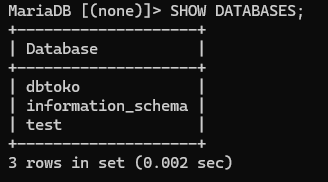 MariaDB [(none)]> SHOW DATABASES;
+--------------------+
| Database           |
+--------------------+
| dbtoko             |
| information_schema |
| test               |
+--------------------+
3 rows in set (0.002 sec)